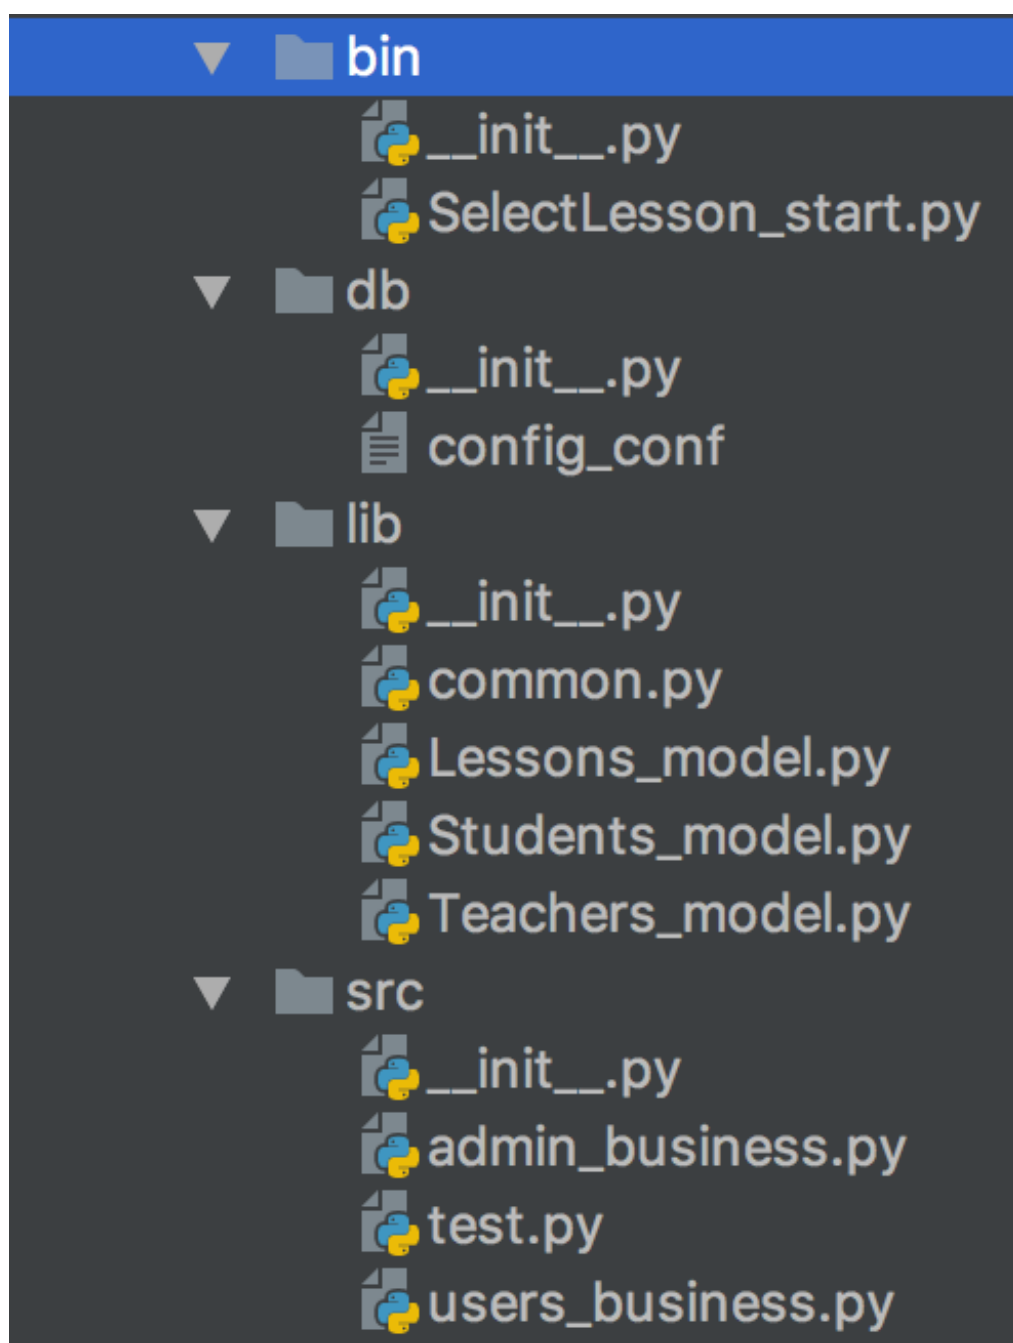 bin
__init__.py
SelectLesson_start.py
db
__init__.py
config_conf
lib
__init__.py
common.py
Lessons_model.py
Students_model.py
Teachers_model.py
src
__init__.py
admin_business.py
test.py
users_business.py